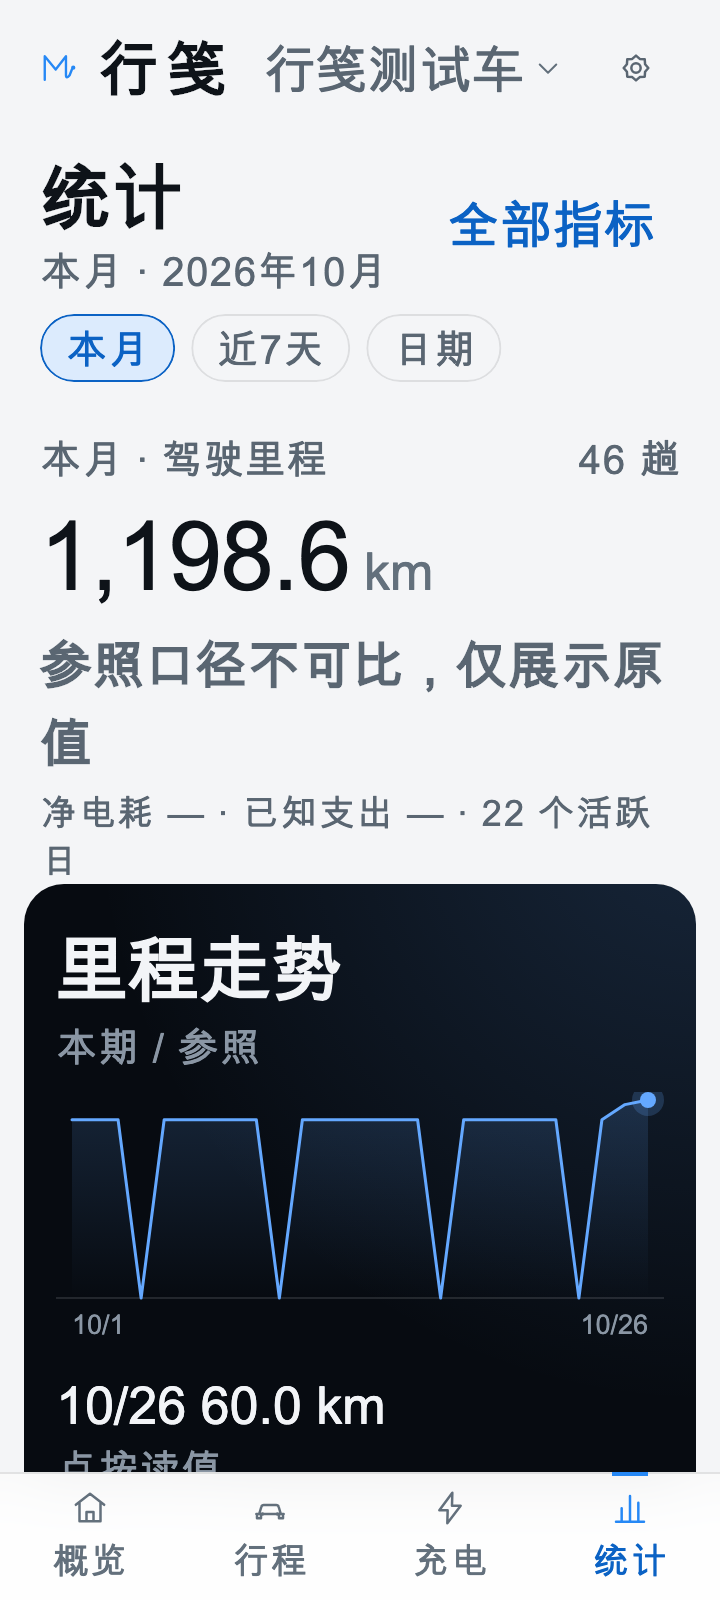 行笺 行笺测试车
统计
全部指标
本月 · 2026年10月
本月 近7天 日期
本月 · 驾驶里程 46 趟
1,198.6 km
参照口径不可比，仅展示原
值
净电耗 — · 已知支出 — · 22 个活跃
日
里程走势
本期 / 参照
10/1 10/26
10/26 60.0 km
点按读值
概览 行程 充电 统计